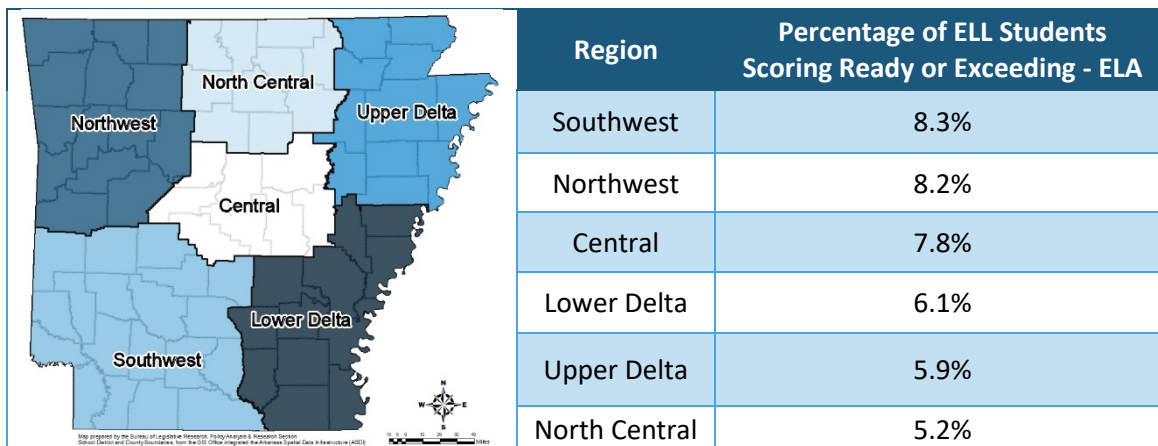 North Central
Upper Delta
Northwest
Central
Lower Delta
Southwest
N
W E
S
Map prepared by the Bureau of Legislative Research, Policy Analysis & Research Section
School District and County Boundaries, from the GIS Office integrated the Arkansas Spatial Data Infrastructure (ASDI)
Miles
Region
Percentage of ELL Students
Scoring Ready or Exceeding - ELA
Southwest 8.3%
Northwest 8.2%
Central 7.8%
Lower Delta 6.1%
Upper Delta 5.9%
North Central 5.2%